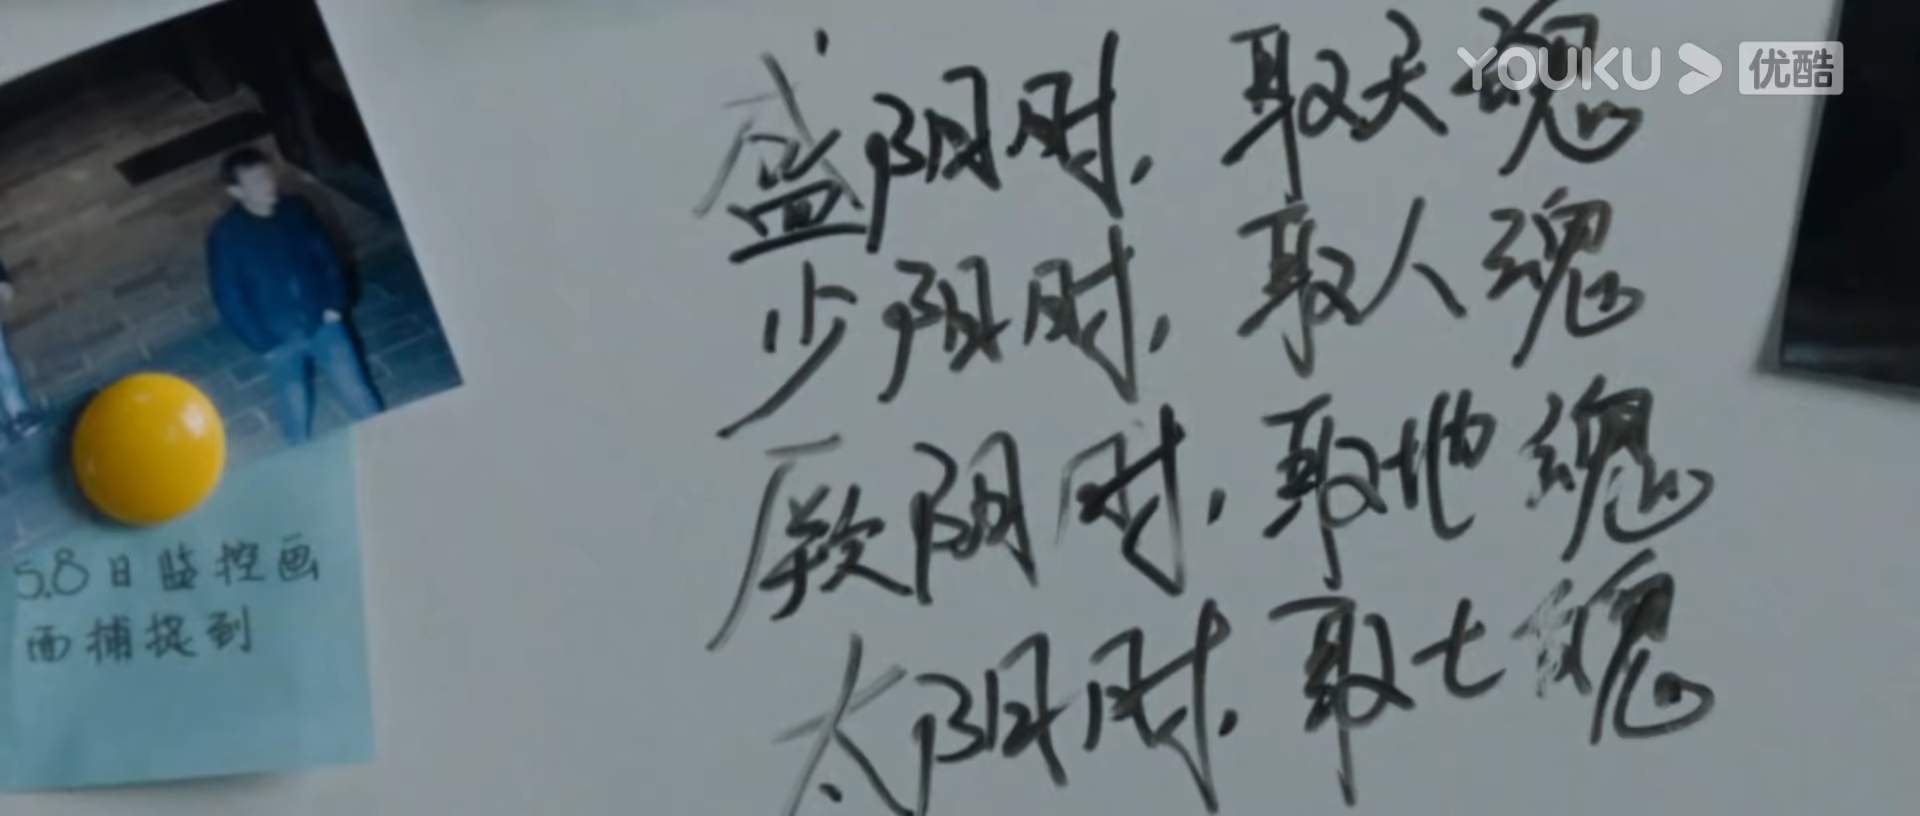 YOUKU 优酷
盛阴时,取天魂
少阴时,取人魂
厥阴时,取地魂
太阴时,取七魂
5.8日监控画
面捕捉到